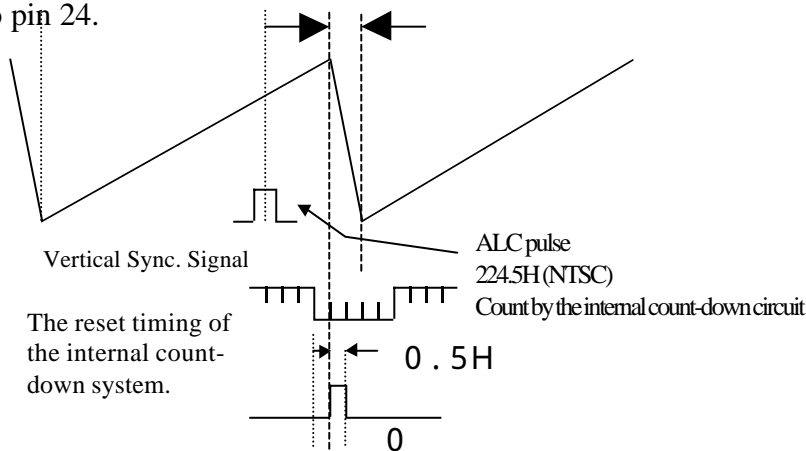 pin 24.
ALC pulse
224.5H (NTSC)
Count by the internal count-down circuit
Vertical Sync. Signal
The reset timing of
the internal count-
down system.
0 . 5H
0